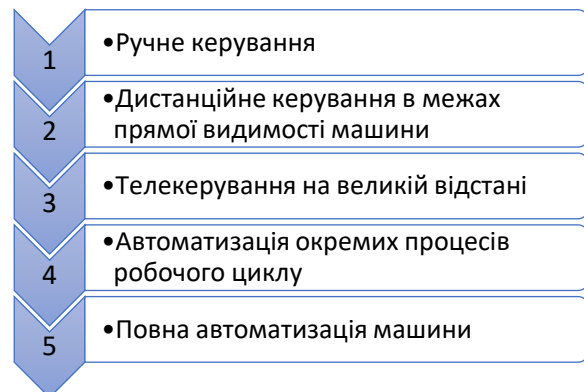 1
•Ручне керування
2
•Дистанційне керування в межах
прямої видимості машини
3
•Телекерування на великій відстані
4
•Автоматизація окремих процесів
робочого циклу
5
•Повна автоматизація машини